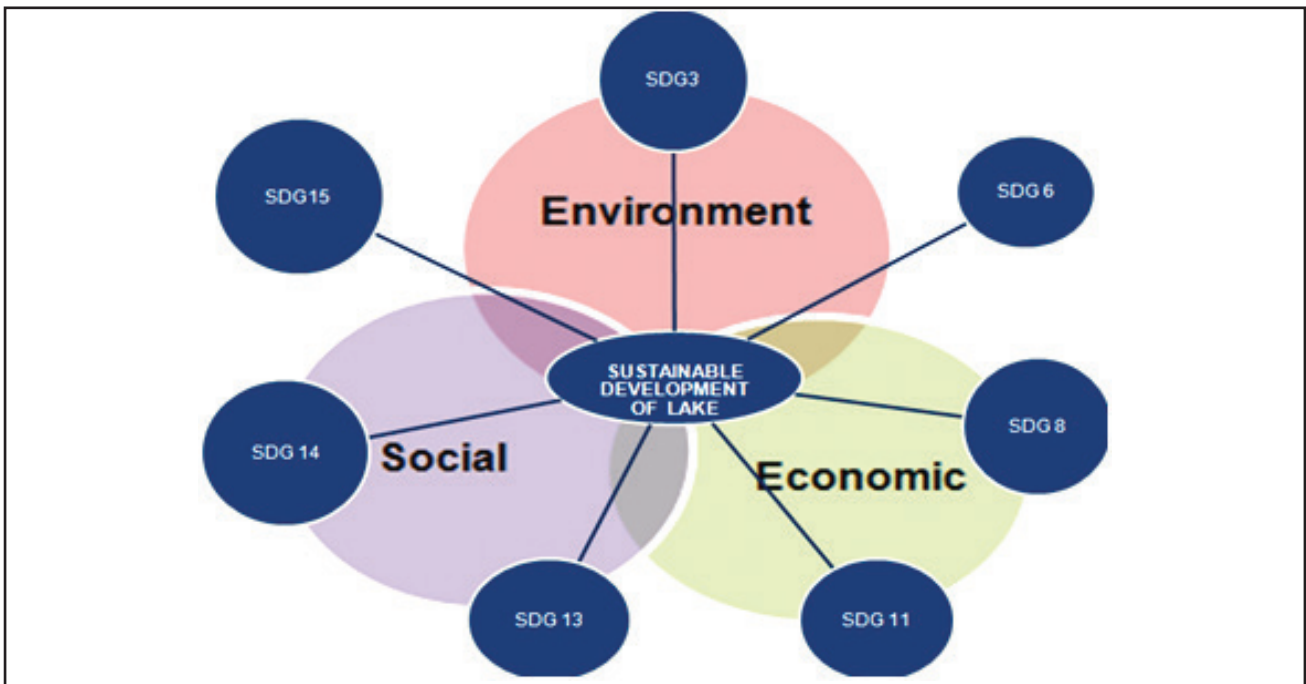 SDG3
SDG15
SDG 6
Environment
SUSTAINABLE
DEVELOPMENT
OF LAKE
SDG 14
Social
SDG 8
Economic
SDG 13
SDG 11